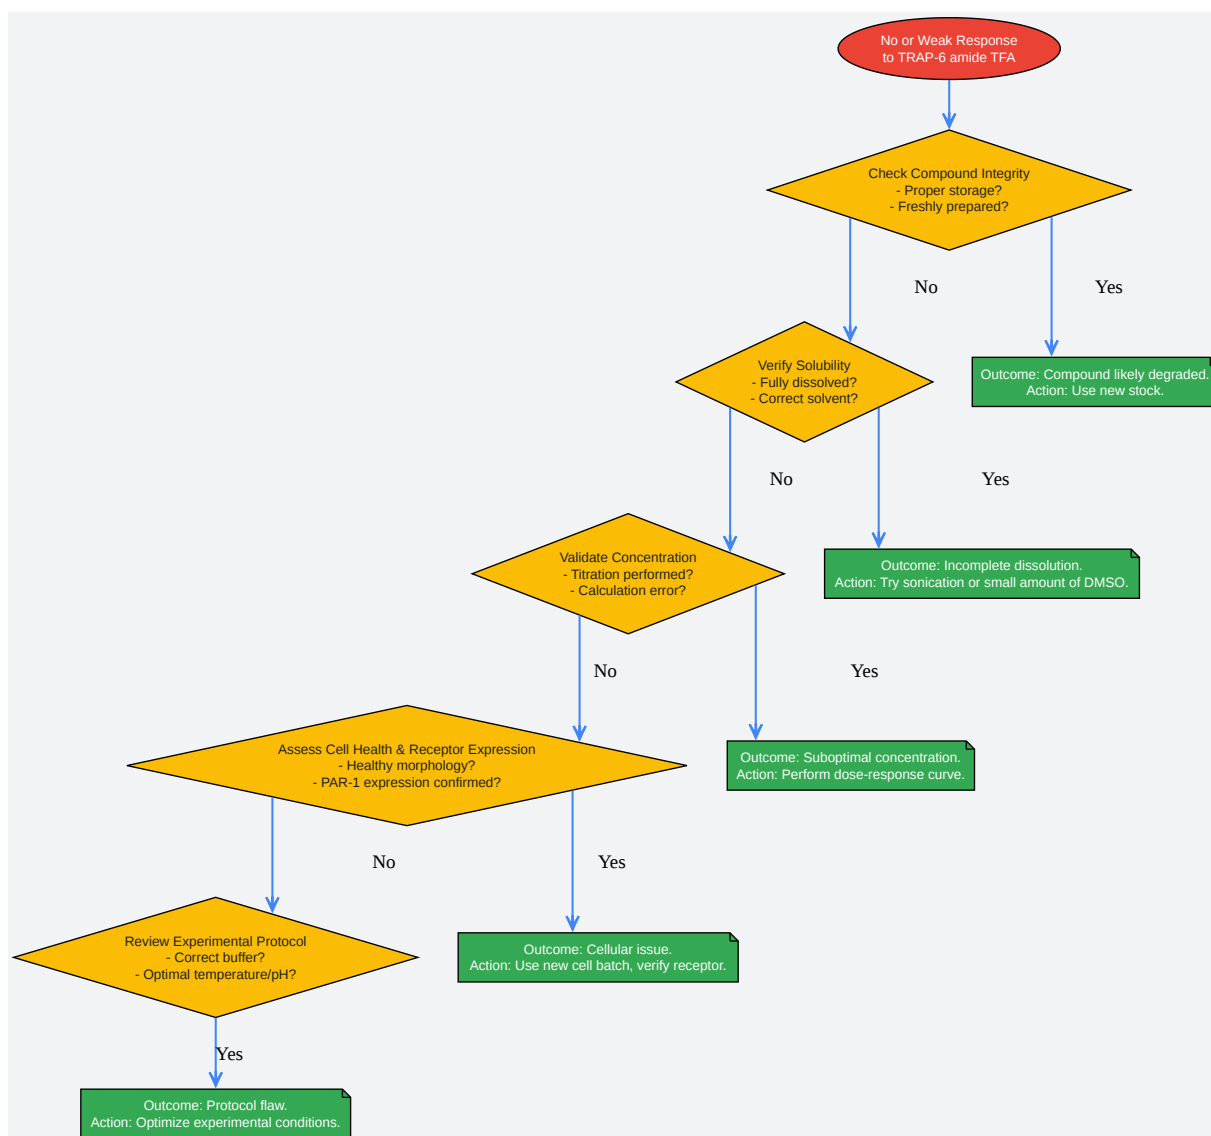 No or Weak Response
to TRAP-6 amide TFA
Check Compound Integrity
- Proper storage?
- Freshly prepared?
No
Yes
Verify Solubility
- Fully dissolved?
- Correct solvent?
Outcome: Compound likely degraded.
Action: Use new stock.
No
Yes
Validate Concentration
- Titration performed?
- Calculation error?
Outcome: Incomplete dissolution.
Action: Try sonication or small amount of DMSO.
No
Yes
Assess Cell Health & Receptor Expression
- Healthy morphology?
- PAR-1 expression confirmed?
Outcome: Suboptimal concentration.
Action: Perform dose-response curve.
No
Yes
Review Experimental Protocol
- Correct buffer?
- Optimal temperature/pH?
Outcome: Cellular issue.
Action: Use new cell batch, verify receptor.
Yes
Outcome: Protocol flaw.
Action: Optimize experimental conditions.